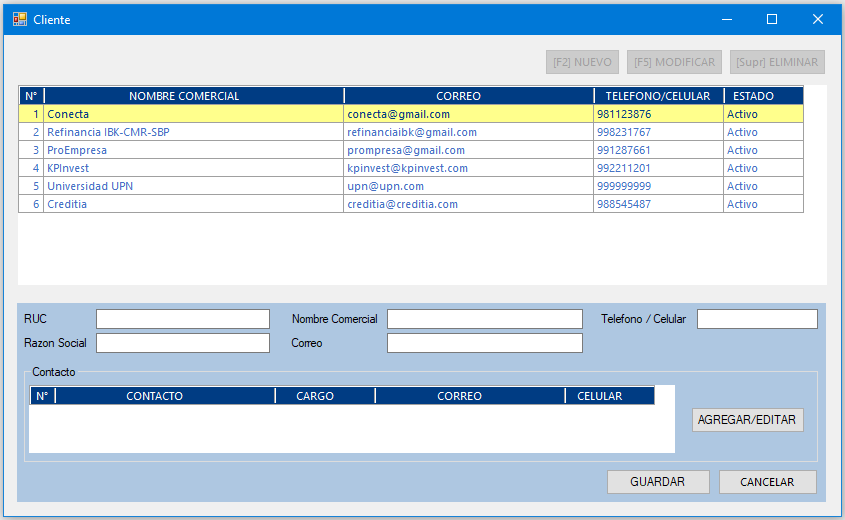 Cliente
[F2] NUEVO [F5] MODIFICAR [Supr] ELIMINAR
N° NOMBRE COMERCIAL CORREO TELEFONO/CELULAR ESTADO
1 Conecta conecta@gmail.com 981123876 Activo
2 Refinancia IBK-CMR-SBP refinanciaibk@gmail.com 998231767 Activo
3 ProEmpresa prompresa@gmail.com 991287661 Activo
4 KPInvest kpinvest@kpinvest.com 992211201 Activo
5 Universidad UPN upn@upn.com 999999999 Activo
6 Creditia creditia@creditia.com 988545487 Activo
RUC Nombre Comercial Telefono / Celular
Razon Social Correo
Contacto
N° CONTACTO CARGO CORREO CELULAR
AGREGAR/EDITAR
GUARDAR CANCELAR